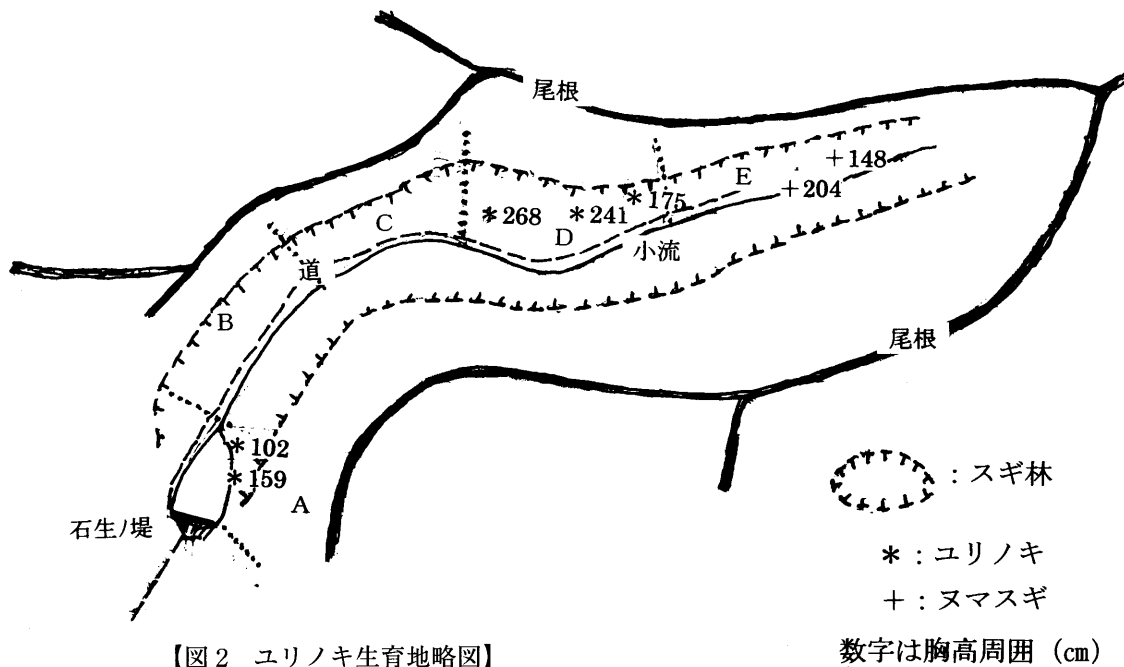 尾根
E
+148
*175
+204
*268
*241
C
D
小流
道
B
尾根
*102
*159
A
石生ノ堤
：スギ林
*：ユリノキ
+：ヌマスギ
数字は胸高周囲（cm）
【図2 ユリノキ生育地略図】